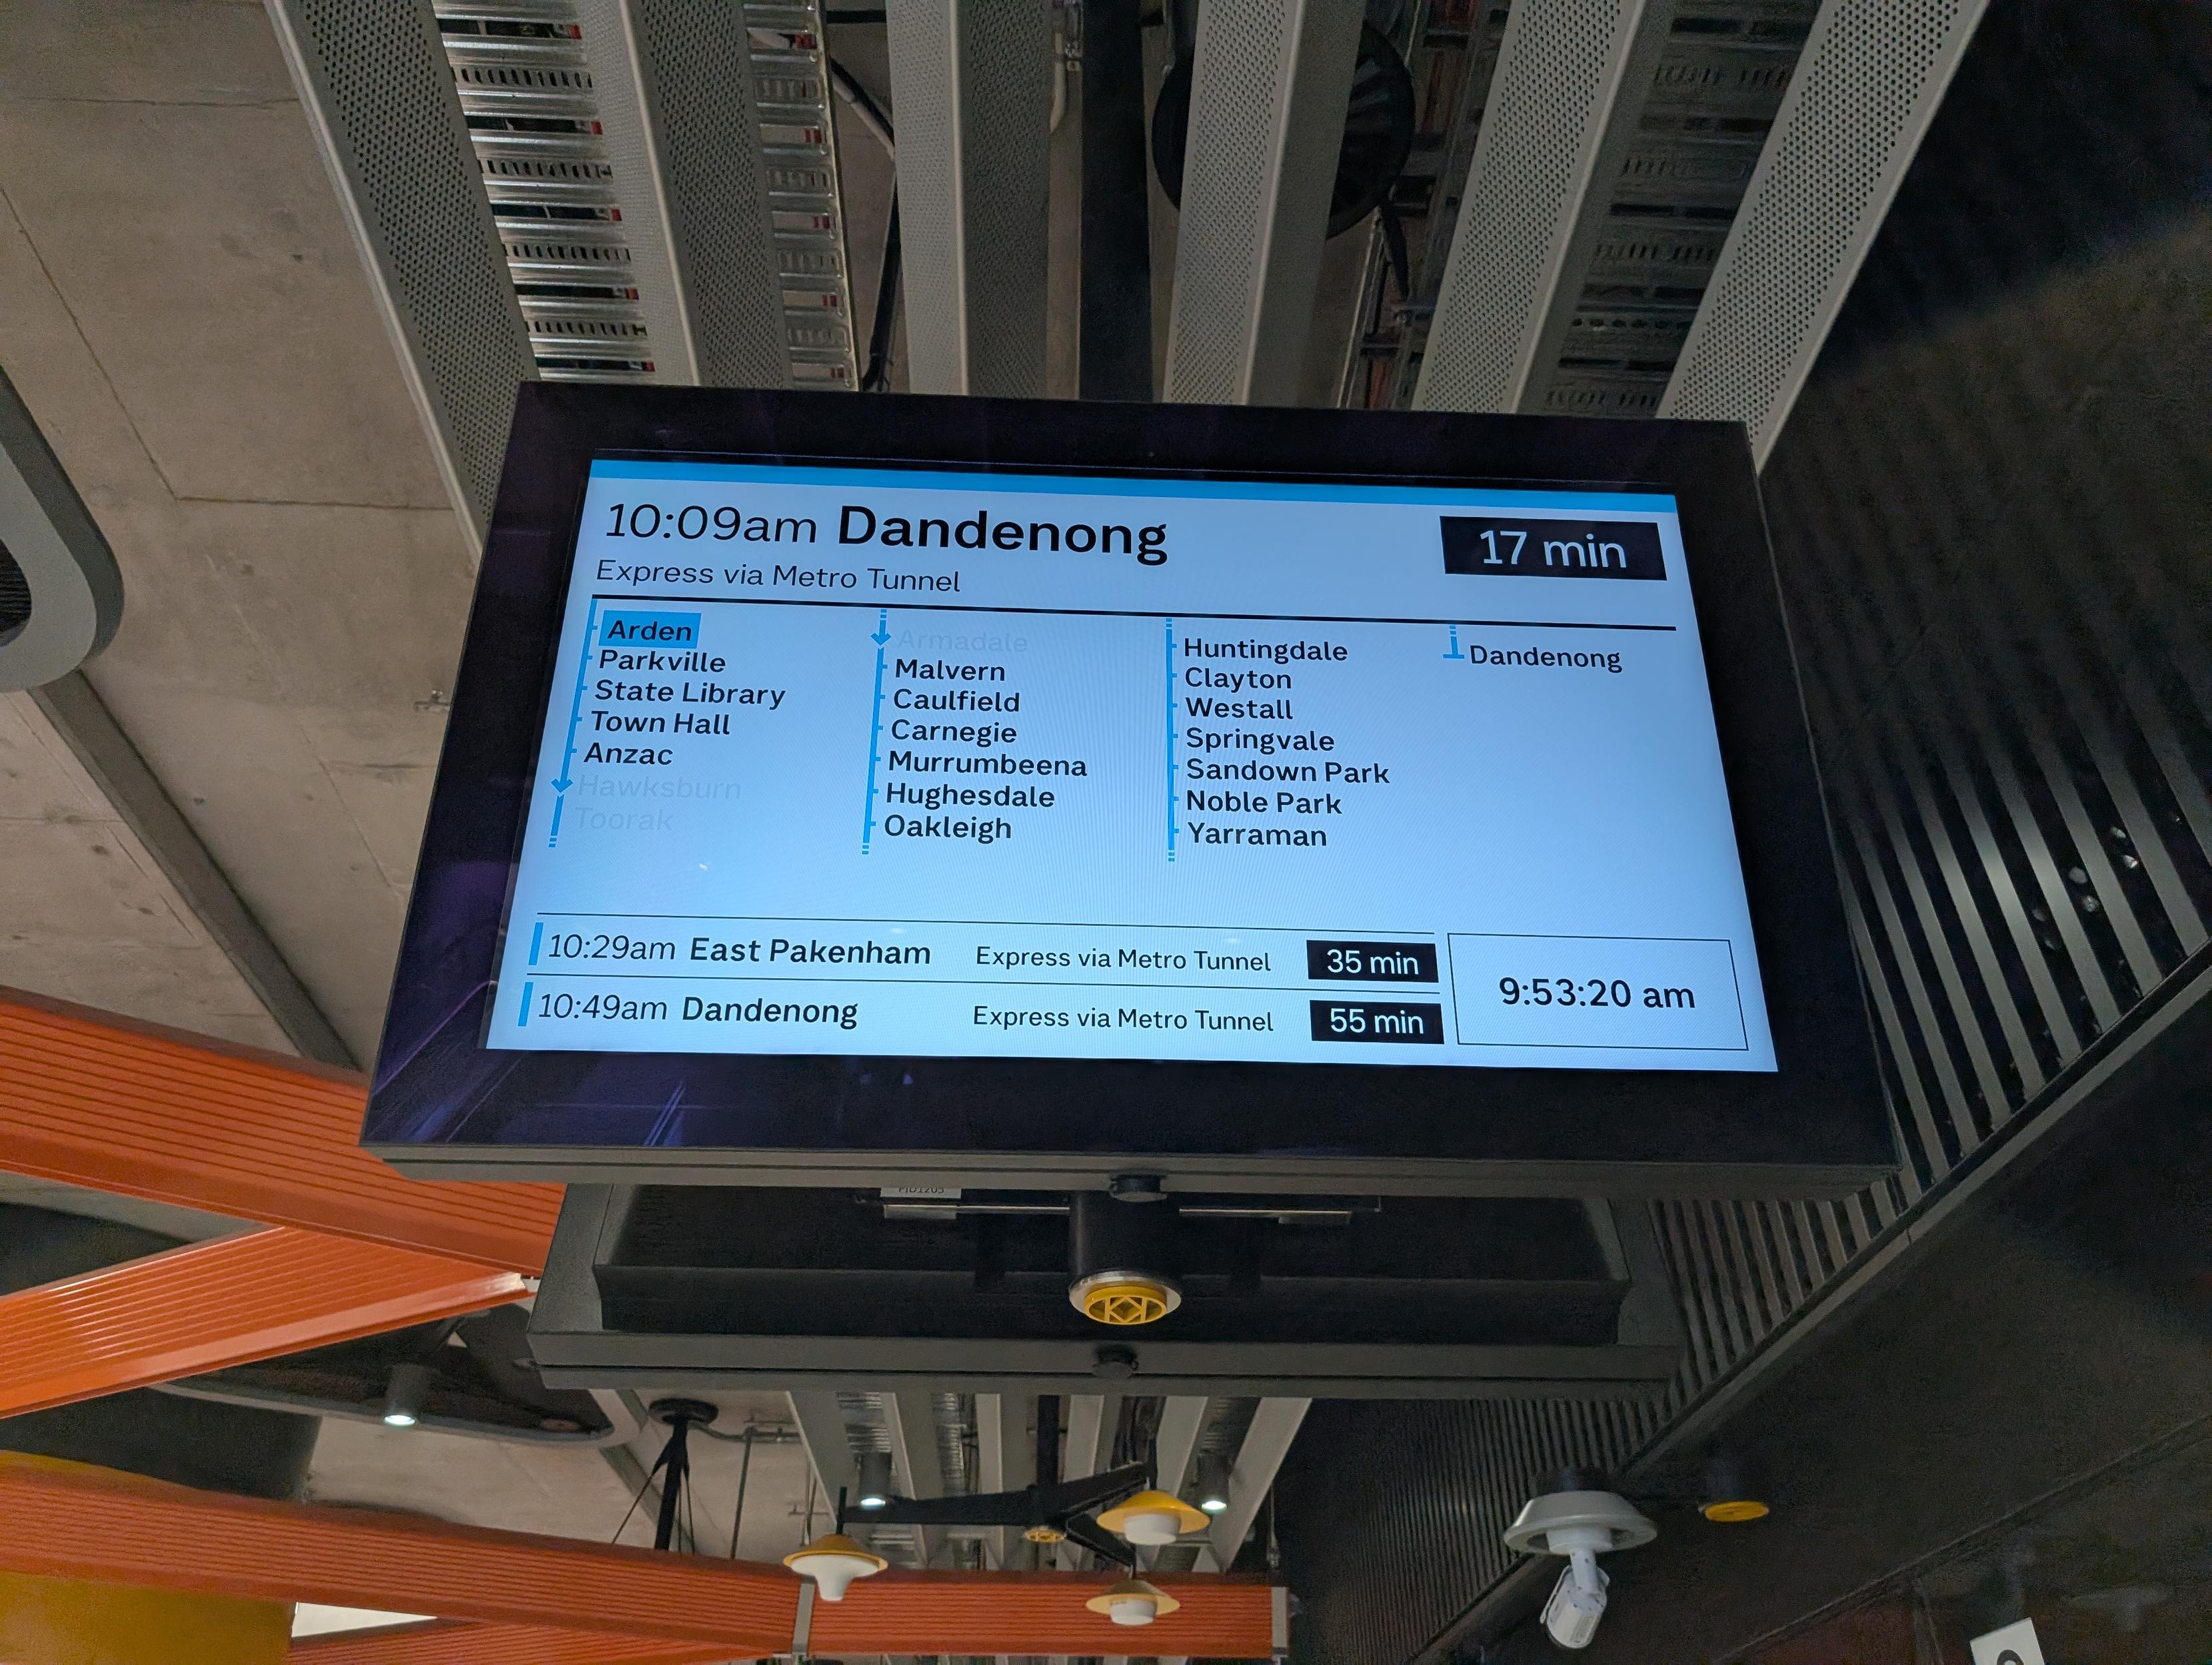 10:09am Dandenong
17 min
Express via Metro Tunnel
Arden
Parkville
State Library
Town Hall
Anzac
Hawksburn
Toorak
Armadale
Malvern
Caulfield
Carnegie
Murrumbeena
Hughesdale
Oakleigh
Huntingdale
Clayton
Westall
Springvale
Sandown Park
Noble Park
Yarraman
Dandenong
10:29am East Pakenham Express via Metro Tunnel 35 min
10:49am Dandenong Express via Metro Tunnel 55 min
9:53:20 am